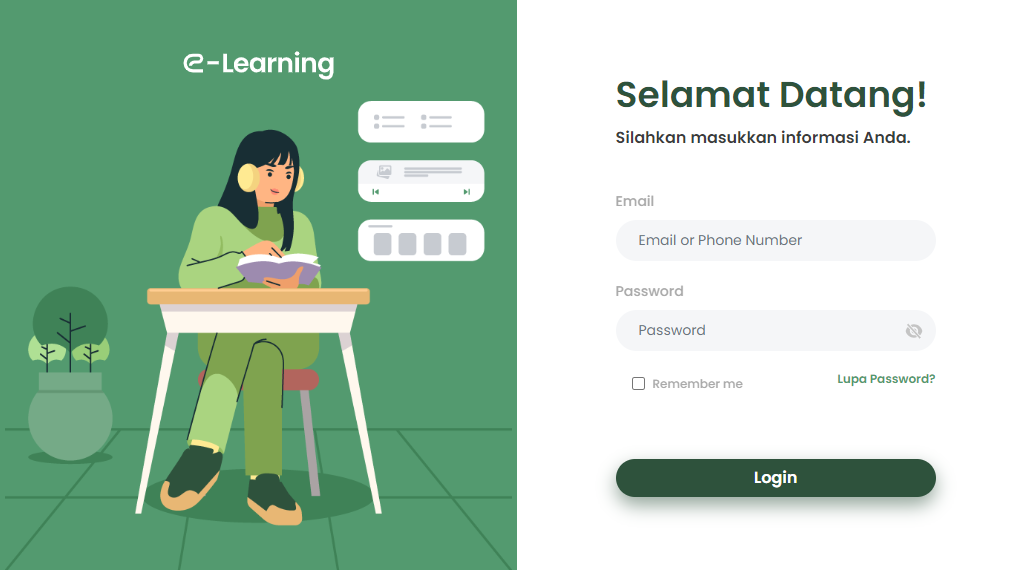 e-Learning
Selamat Datang!
Silahkan masukkan informasi Anda.
Email
Email or Phone Number
Password
Password
Remember me
Lupa Password?
Login